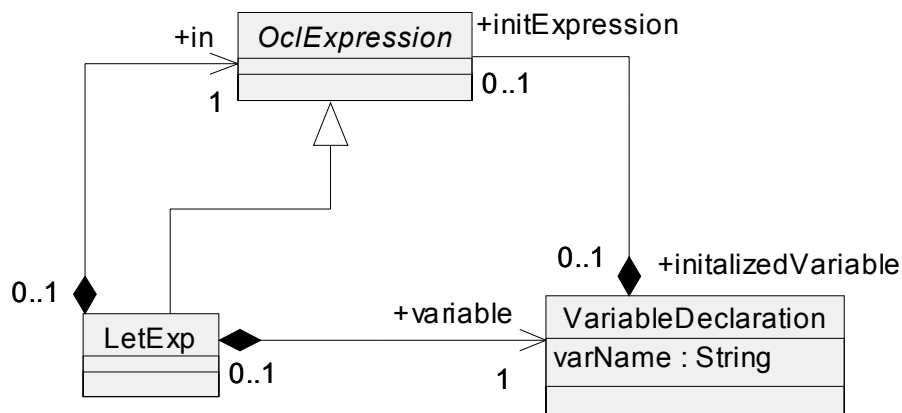 +in
OclExpression
+initExpression
1
0..1
0..1
+initalizedVariable
0..1
LetExp
0..1
+variable
1
VariableDeclaration
varName : String